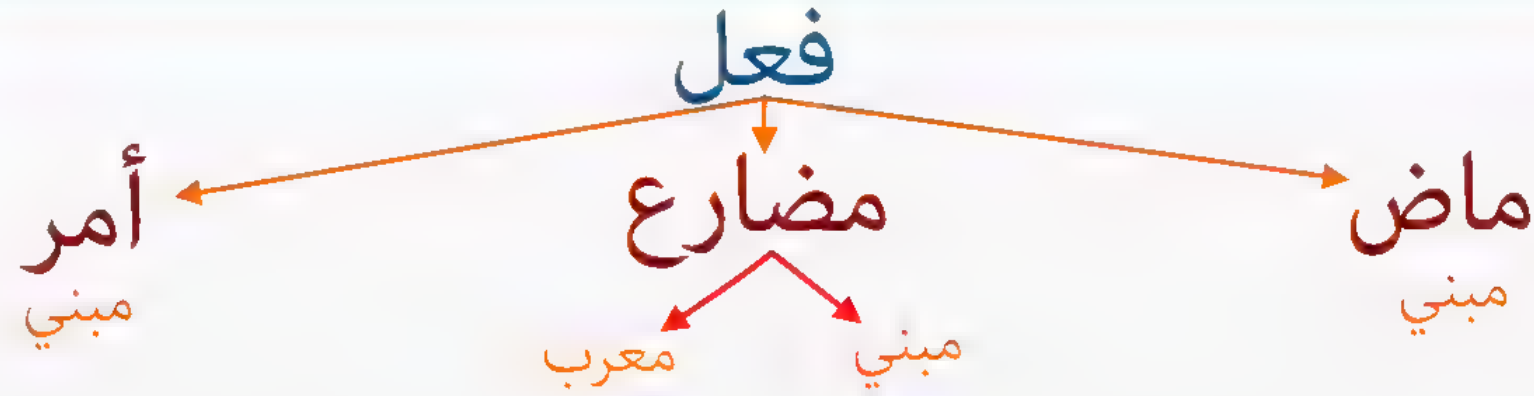 فعل
ماض
مضارع
أمر
مبني
مبني
معرب
مبني